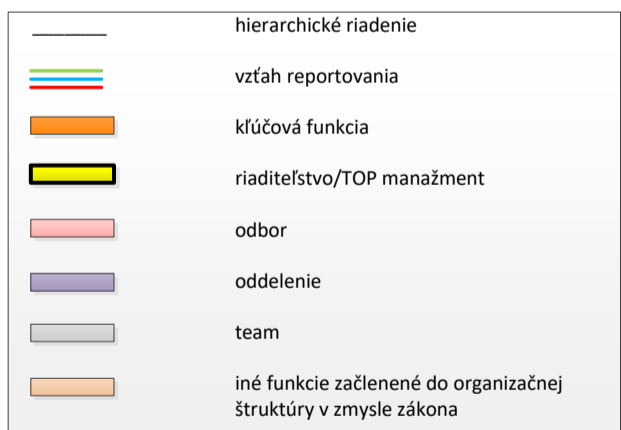 hierarchické riadenie
vzťah reportovania
kľúčová funkcia
riaditeľstvo/TOP manažment
odbor
oddelenie
team
iné funkcie začlenené do organizačnej
štruktúry v zmysle zákona